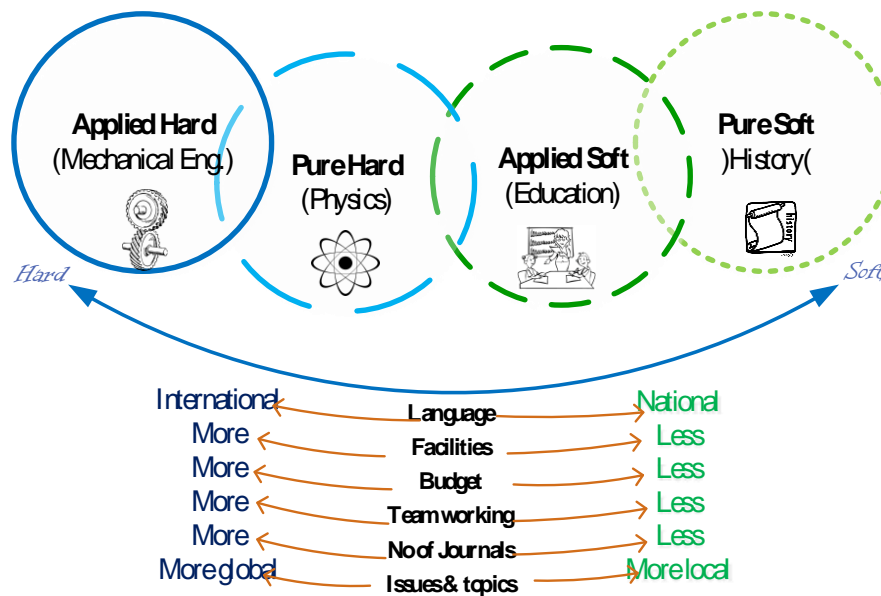 Applied Hard
(Mechanical Eng.)
Pure Hard
(Physics)
Applied Soft
(Education)
Pure Soft
)History(
history
Hard
Soft
International Language National
More Facilities Less
More Budget Less
More Team working Less
More No of Journals Less
More global Issues & topics More local